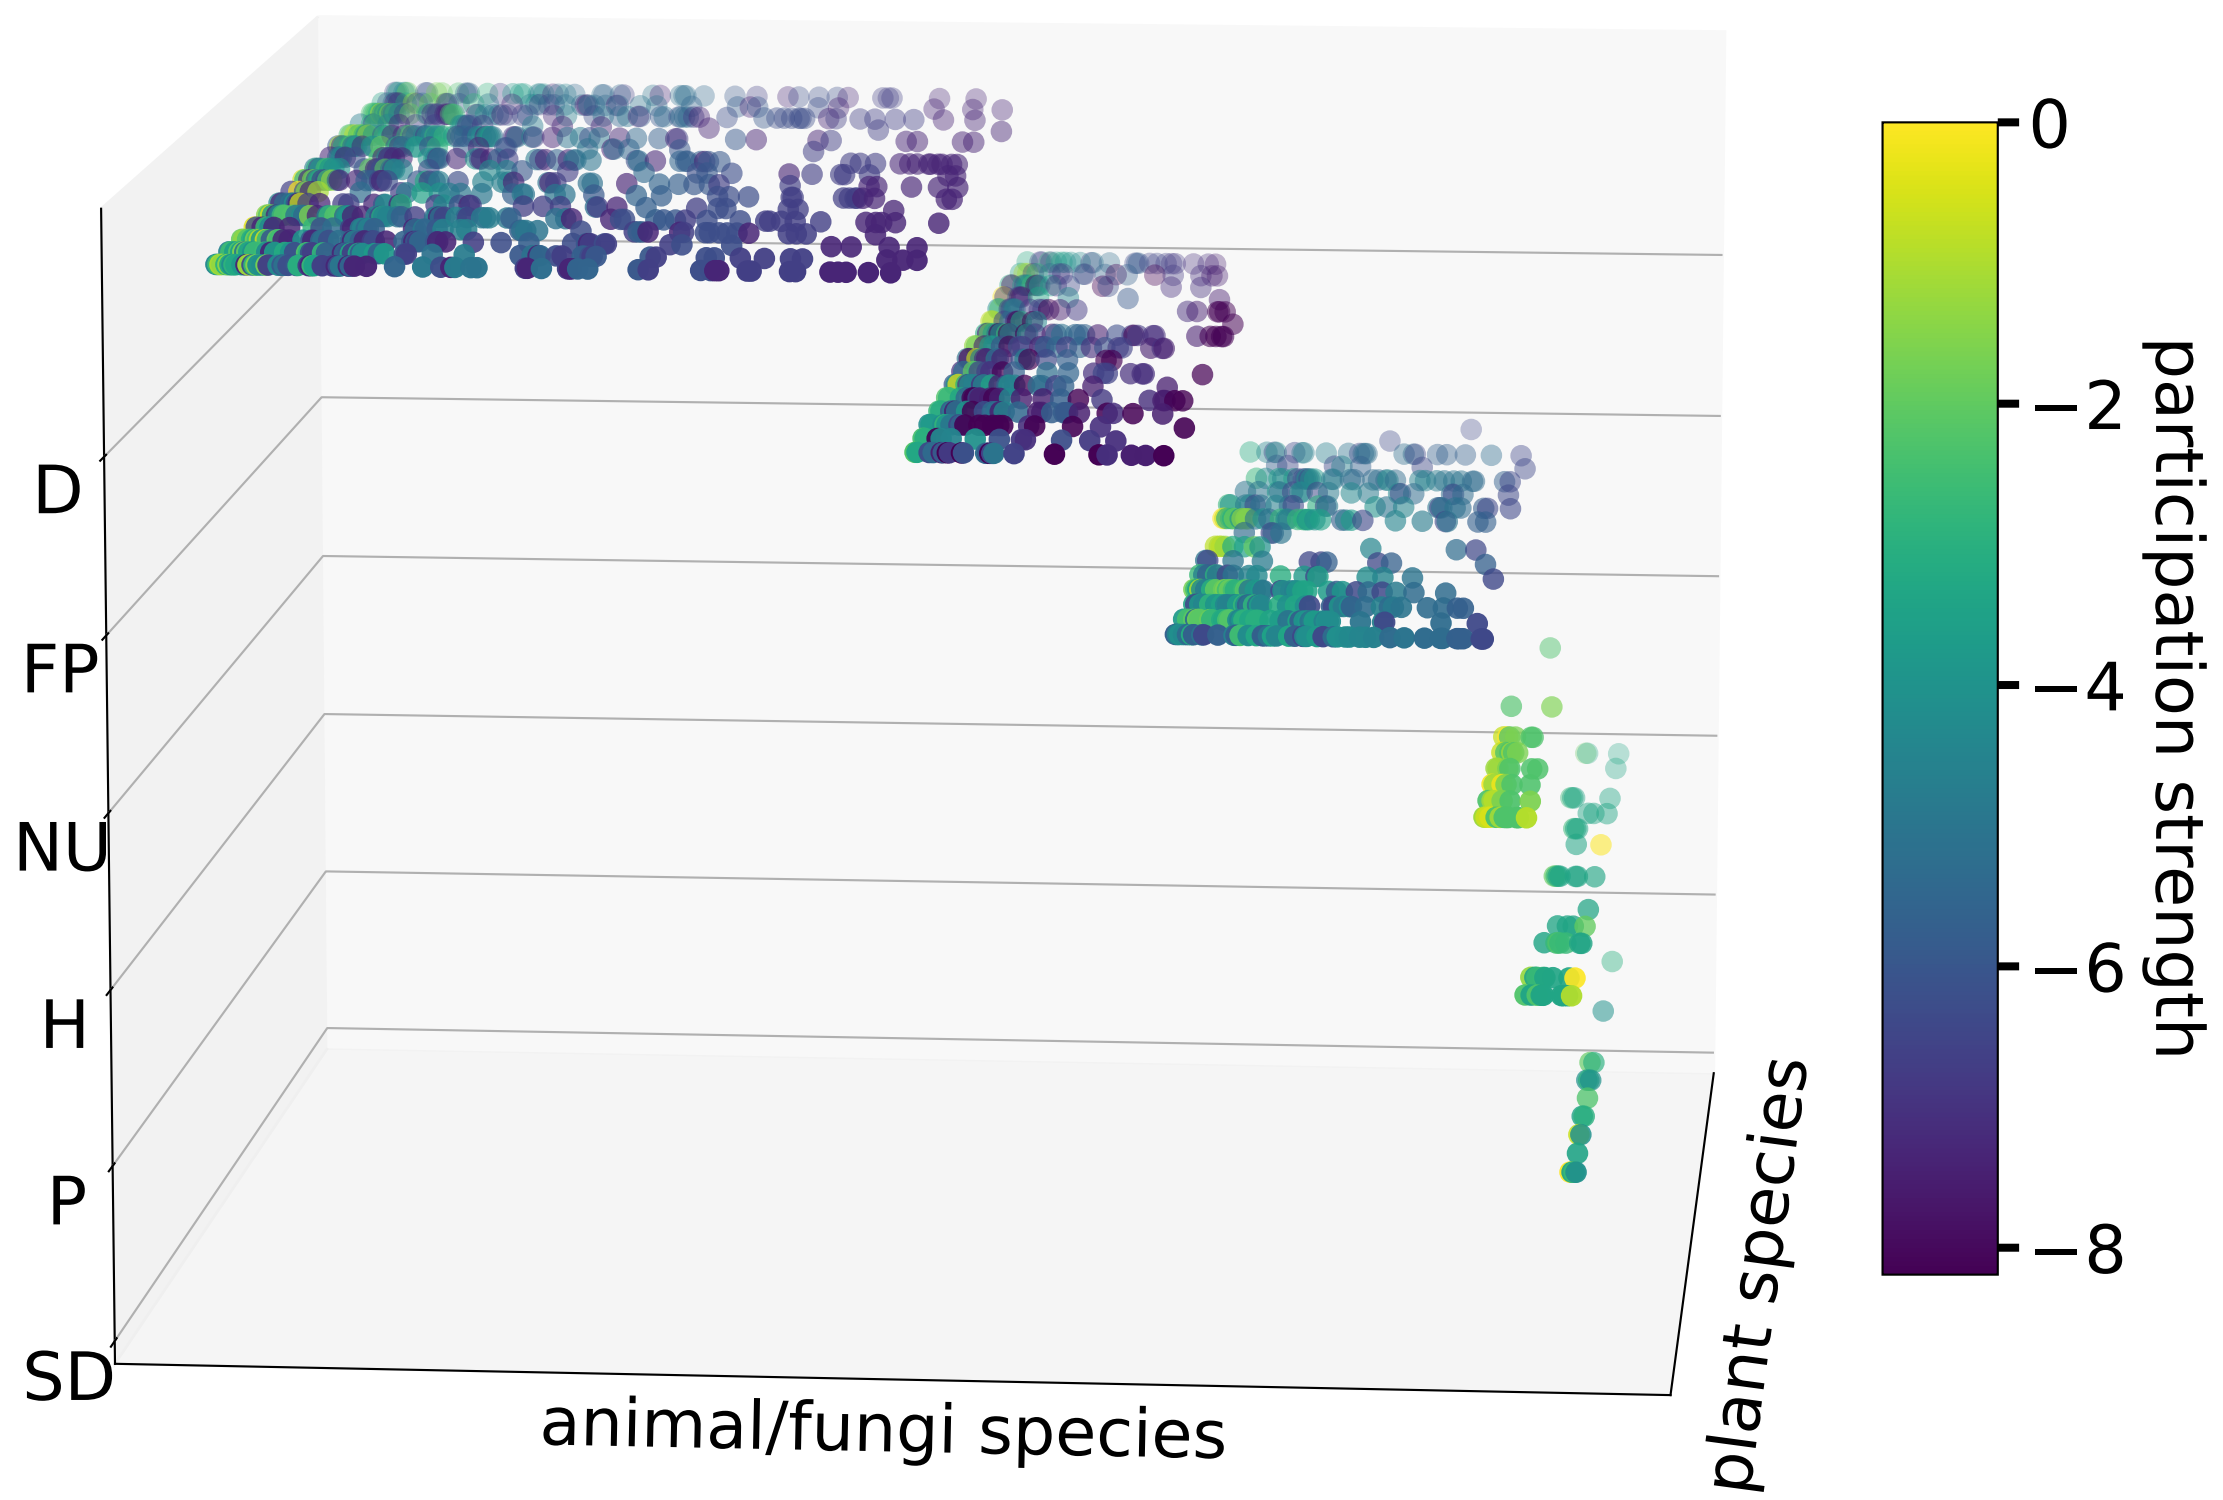 D
FP
NU
H
P
SD
animal/fungi species
plant species
0
−2
−4
−6
−8
participation strength